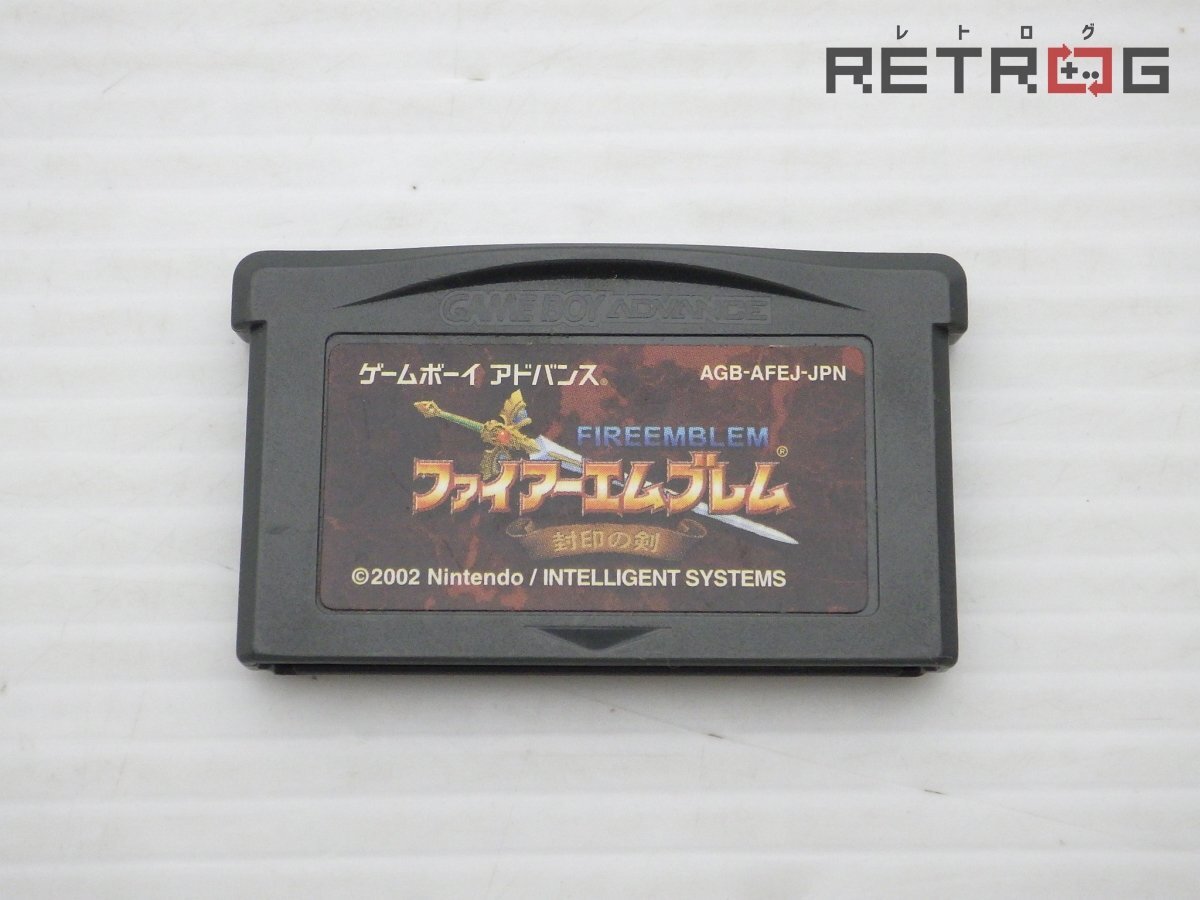 レトログ
RETROG
GAME BOY ADVANCE
ゲームボーイ アドバンス®
AGB-AFEJ-JPN
FIREEMBLEM
ファイアーエムブレム®
封印の剣
©2002 Nintendo / INTELLIGENT SYSTEMS